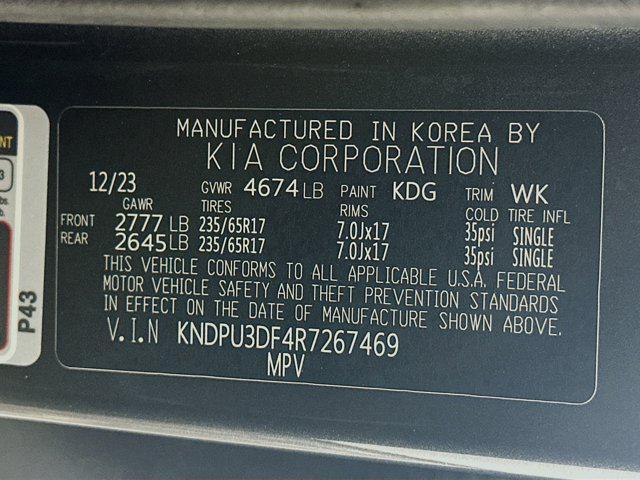 MANUFACTURED IN KOREA BY
KIA CORPORATION
12/23 GVWR 4674 LB PAINT KDG TRIM WK
GAWR TIRES RIMS COLD TIRE INFL
FRONT 2777 LB 235/65R17 7.0Jx17 35psi SINGLE
REAR 2645 LB 235/65R17 7.0Jx17 35psi SINGLE
THIS VEHICLE CONFORMS TO ALL APPLICABLE U.S.A. FEDERAL
MOTOR VEHICLE SAFETY AND THEFT PREVENTION STANDARDS
IN EFFECT ON THE DATE OF MANUFACTURE SHOWN ABOVE.
V.I.N KNDPU3DF4R7267469
MPV
P43